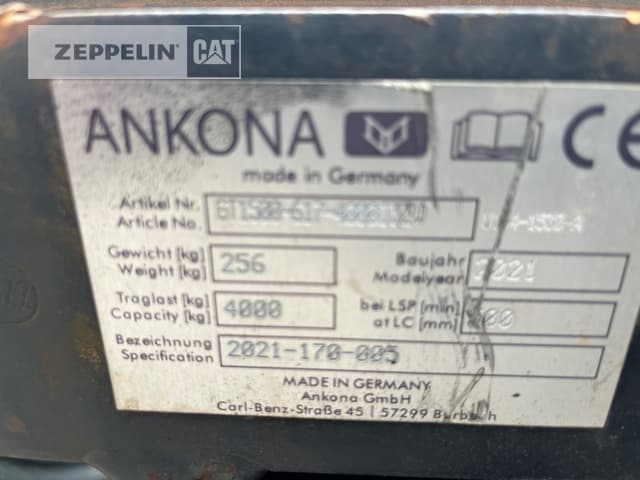 ZEPPELIN CAT
ANKONA CE
made in Germany
Artikel Nr.
Article No.
Gewicht [kg]
Weight [kg] 256
Baujahr
Modelyear 2021
Traglast [kg]
Capacity [kg] 4000
bei LSP [mm]
at LC [mm]
Bezeichnung
Specification 2021-170-005
MADE IN GERMANY
Ankona GmbH
Carl-Benz-Straße 45 | 57299 Burbach